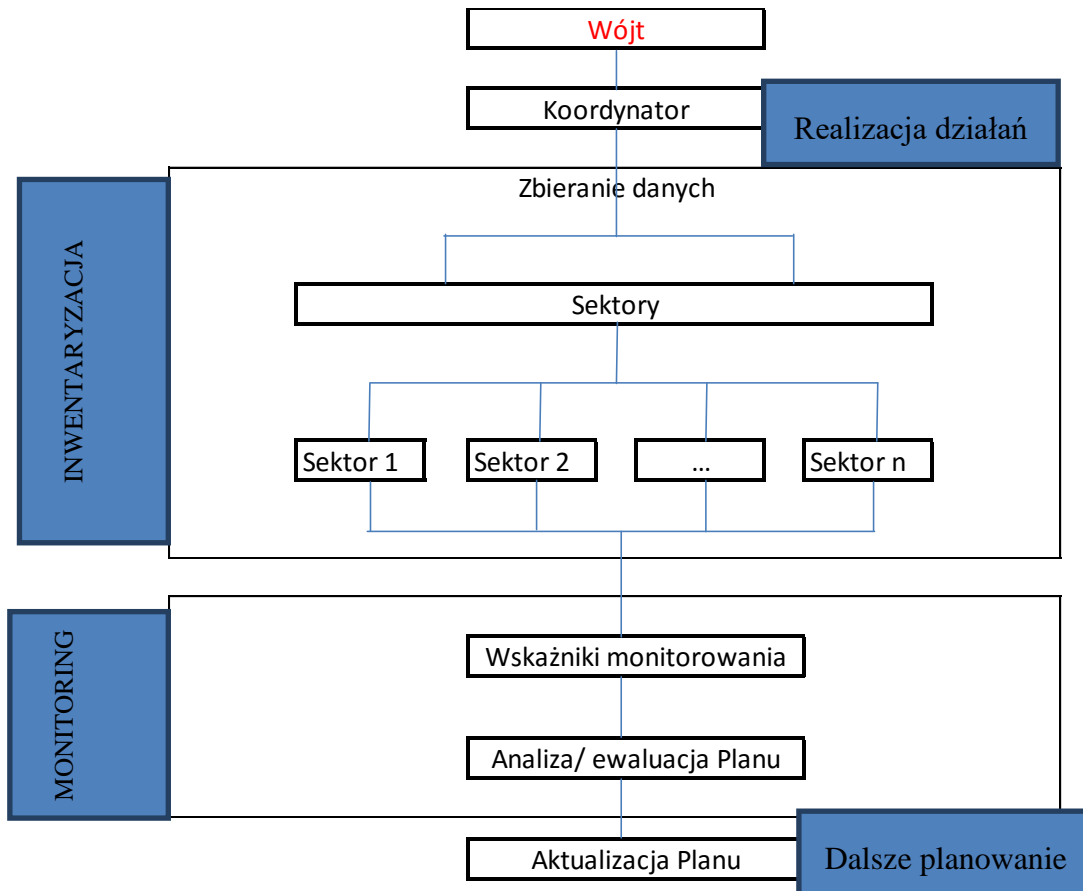 Wójt
Koordynator
Realizacja działań
Zbieranie danych
INWENTARYZACJA
Sektory
Sektor 1
Sektor 2
...
Sektor n
MONITORING
Wskażniki monitorowania
Analiza/ ewaluacja Planu
Aktualizacja Planu
Dalsze planowanie